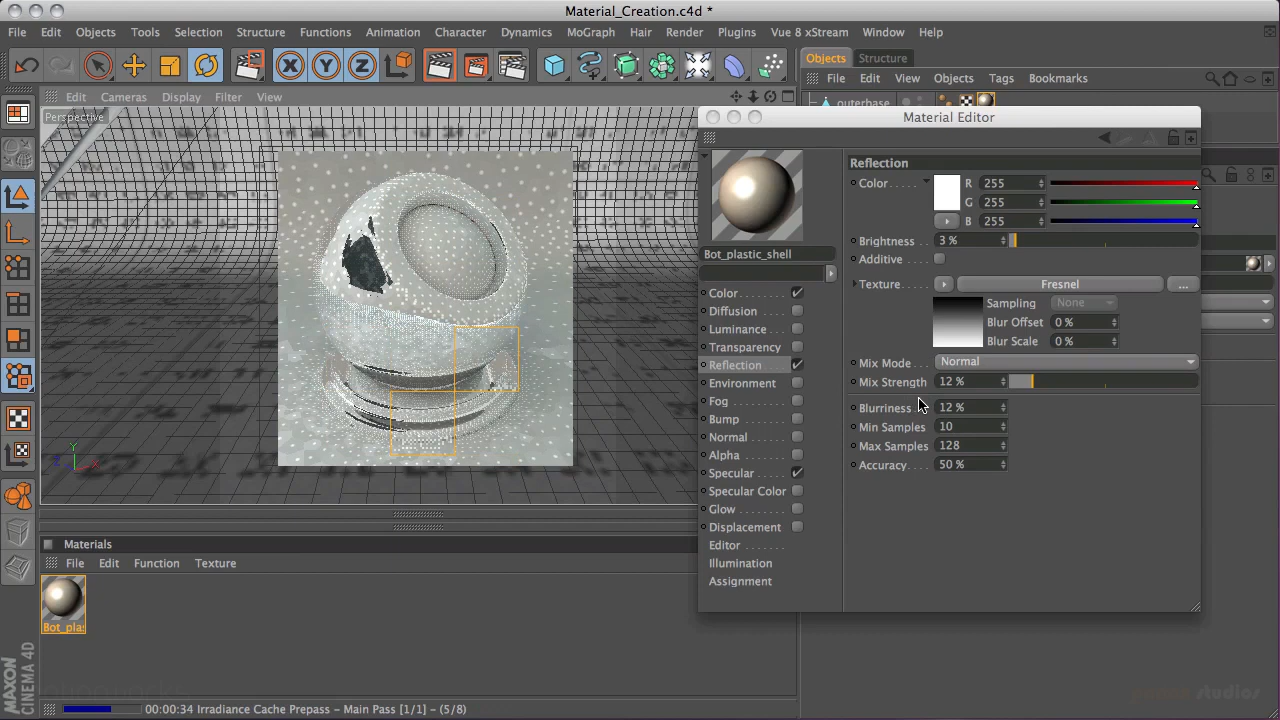 Material_Creation.c4d *
File Edit Objects Tools Selection Structure Functions Animation Character Dynamics MoGraph Hair Render Plugins Vue 8 xStream Window Help
X Y Z
Objects Structure
File Edit View Objects Tags Bookmarks
Edit Cameras Display Filter View
outerbase
Perspective
Material Editor
Bot_plastic_shell
Color
Diffusion
Luminance
Transparency
Reflection
Environment
Fog
Bump
Normal
Alpha
Specular
Specular Color
Glow
Displacement
Editor
Illumination
Assignment
Reflection
Color R 255
G 255
B 255
Brightness 3 %
Additive
Texture Fresnel ...
Sampling None
Blur Offset 0 %
Blur Scale 0 %
Mix Mode Normal
Mix Strength 12 %
Blurriness 12 %
Min Samples 10
Max Samples 128
Accuracy 50 %
Y
X
Z
Materials
File Edit Function Texture
Bot_plas
MAXON
CINEMA 4D
00:00:34 Irradiance Cache Prepass - Main Pass [1/1] - (5/8)
studios